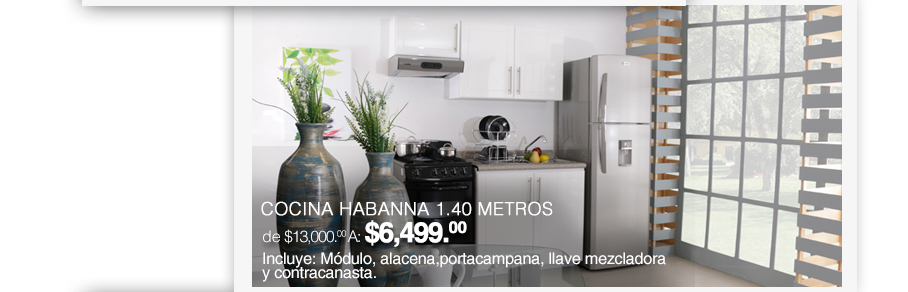 COCINA HABANNA 1.40 METROS
de $13,000.00 A: $6,499.00
Incluye: Módulo, alacena,portacampana, llave mezcladora
y contracanasta.